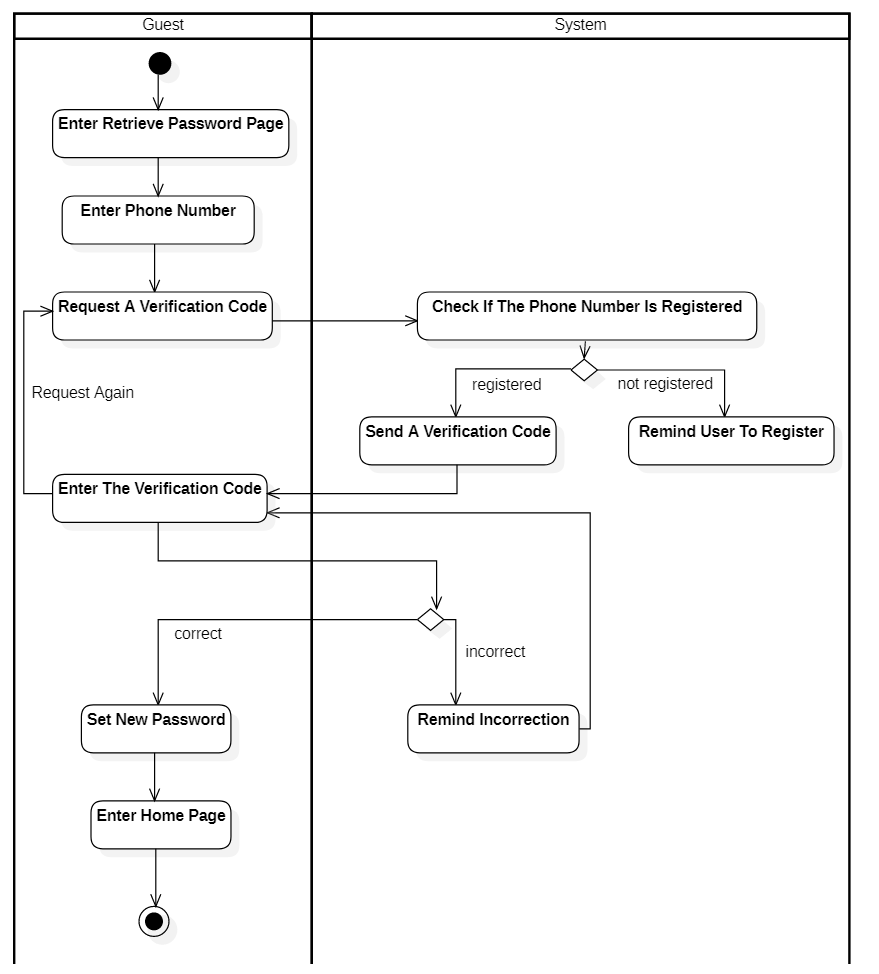 Guest
System
Enter Retrieve Password Page
Enter Phone Number
Request A Verification Code
Check If The Phone Number Is Registered
registered
not registered
Request Again
Send A Verification Code
Remind User To Register
Enter The Verification Code
correct
incorrect
Set New Password
Remind Incorrection
Enter Home Page